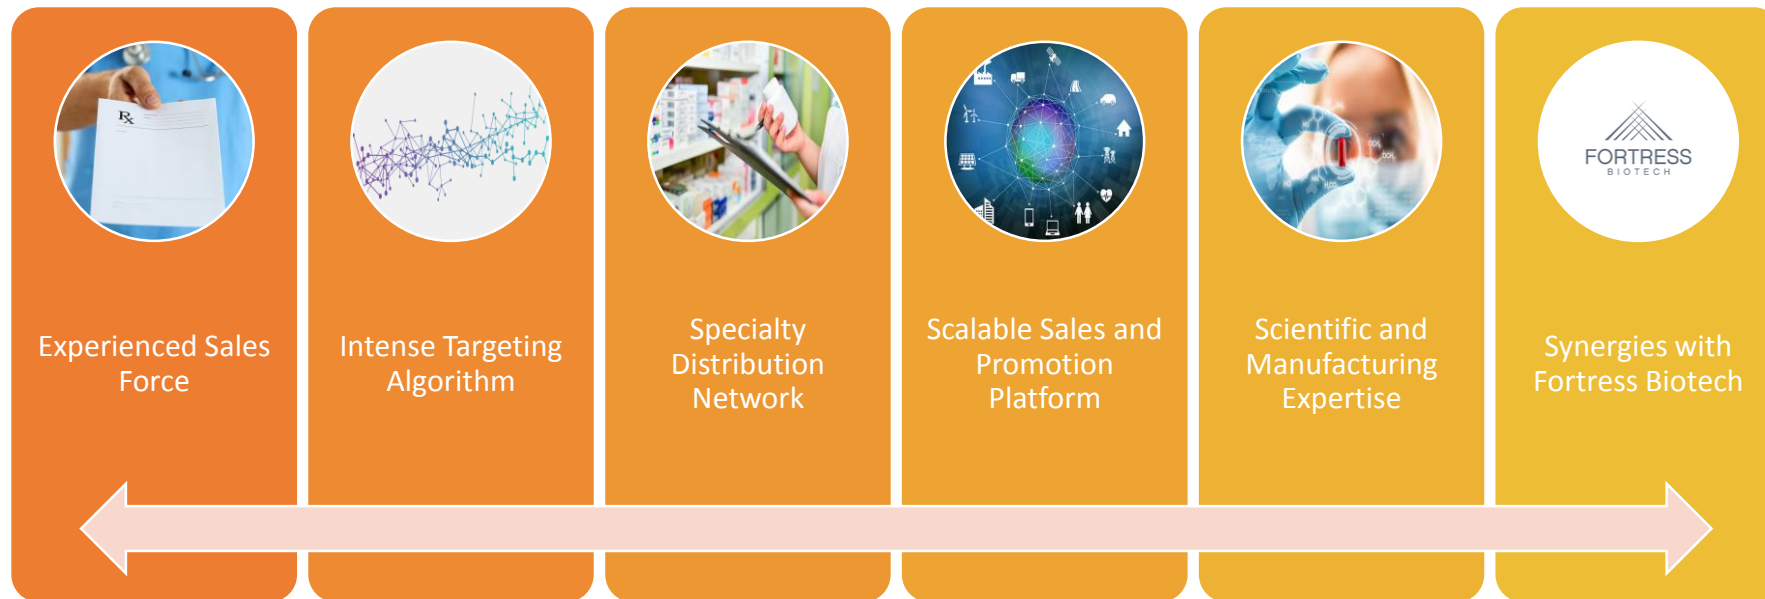 Rx
FORTRESS
BIOTECH
Experienced Sales
Force
Intense Targeting
Algorithm
Specialty
Distribution
Network
Scalable Sales and
Promotion
Platform
Scientific and
Manufacturing
Expertise
Synergies with
Fortress Biotech